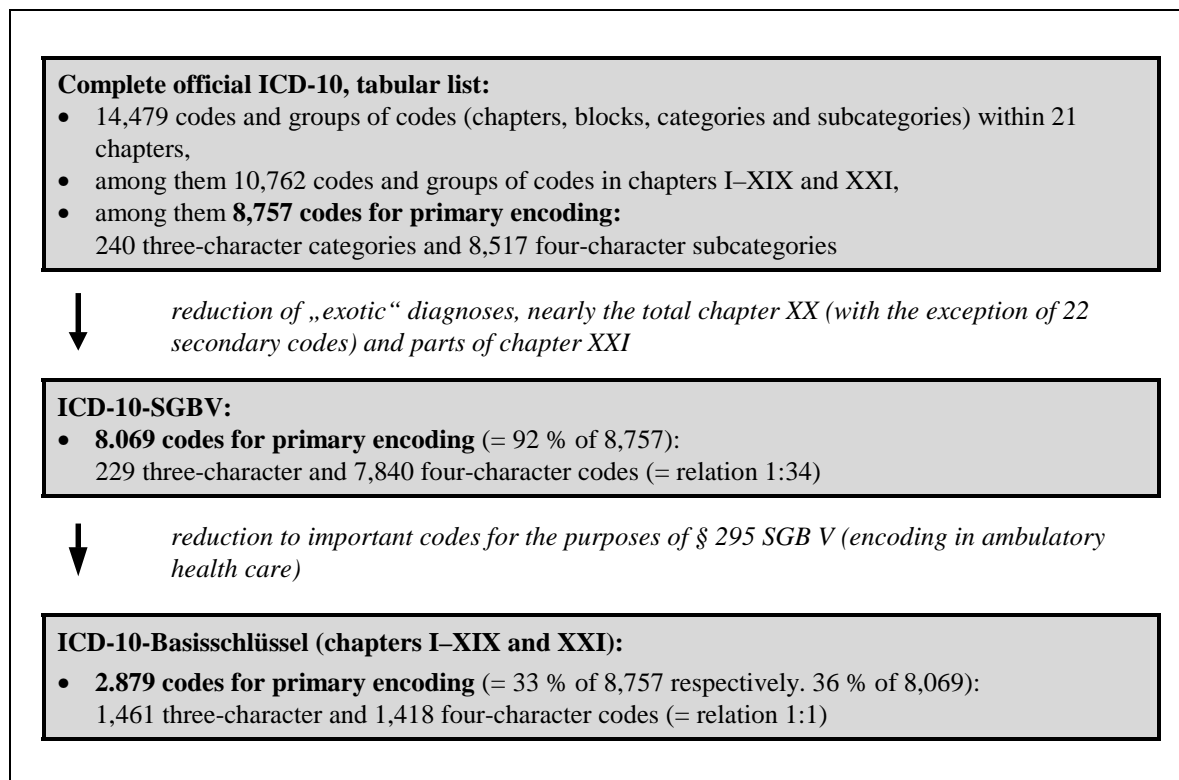 Complete official ICD-10, tabular list:
• 14,479 codes and groups of codes (chapters, blocks, categories and subcategories) within 21
chapters,
• among them 10,762 codes and groups of codes in chapters I–XIX and XXI,
• among them 8,757 codes for primary encoding:
240 three-character categories and 8,517 four-character subcategories
reduction of „exotic“ diagnoses, nearly the total chapter XX (with the exception of 22
secondary codes) and parts of chapter XXI
ICD-10-SGBV:
• 8.069 codes for primary encoding (= 92 % of 8,757):
229 three-character and 7,840 four-character codes (= relation 1:34)
reduction to important codes for the purposes of § 295 SGB V (encoding in ambulatory
health care)
ICD-10-Basisschlüssel (chapters I–XIX and XXI):
• 2.879 codes for primary encoding (= 33 % of 8,757 respectively. 36 % of 8,069):
1,461 three-character and 1,418 four-character codes (= relation 1:1)